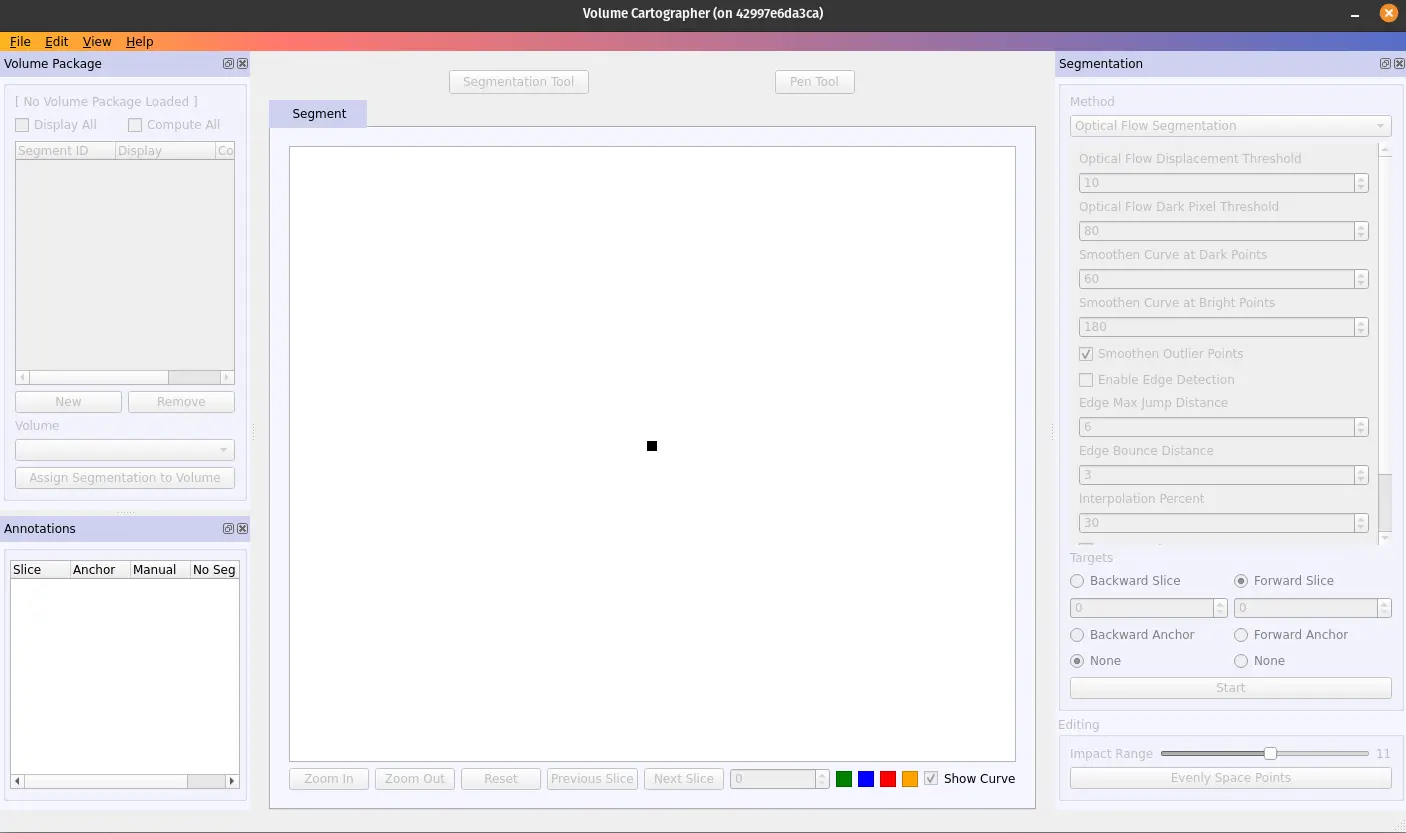 Volume Cartographer (on 42997e6da3ca)
File Edit View Help
Volume Package
[ No Volume Package Loaded ]
Display All Compute All
Segment ID Display Co
New Remove
Volume
Assign Segmentation to Volume
Annotations
Slice Anchor Manual No Seg
Segmentation Tool Pen Tool
Segment
Zoom In Zoom Out Reset Previous Slice Next Slice 0 Show Curve
Segmentation
Method
Optical Flow Segmentation
Optical Flow Displacement Threshold
10
Optical Flow Dark Pixel Threshold
80
Smoothen Curve at Dark Points
60
Smoothen Curve at Bright Points
180
Smoothen Outlier Points
Enable Edge Detection
Edge Max Jump Distance
6
Edge Bounce Distance
3
Interpolation Percent
30
Targets
Backward Slice Forward Slice
0 0
Backward Anchor Forward Anchor
None None
Start
Editing
Impact Range 11
Evenly Space Points